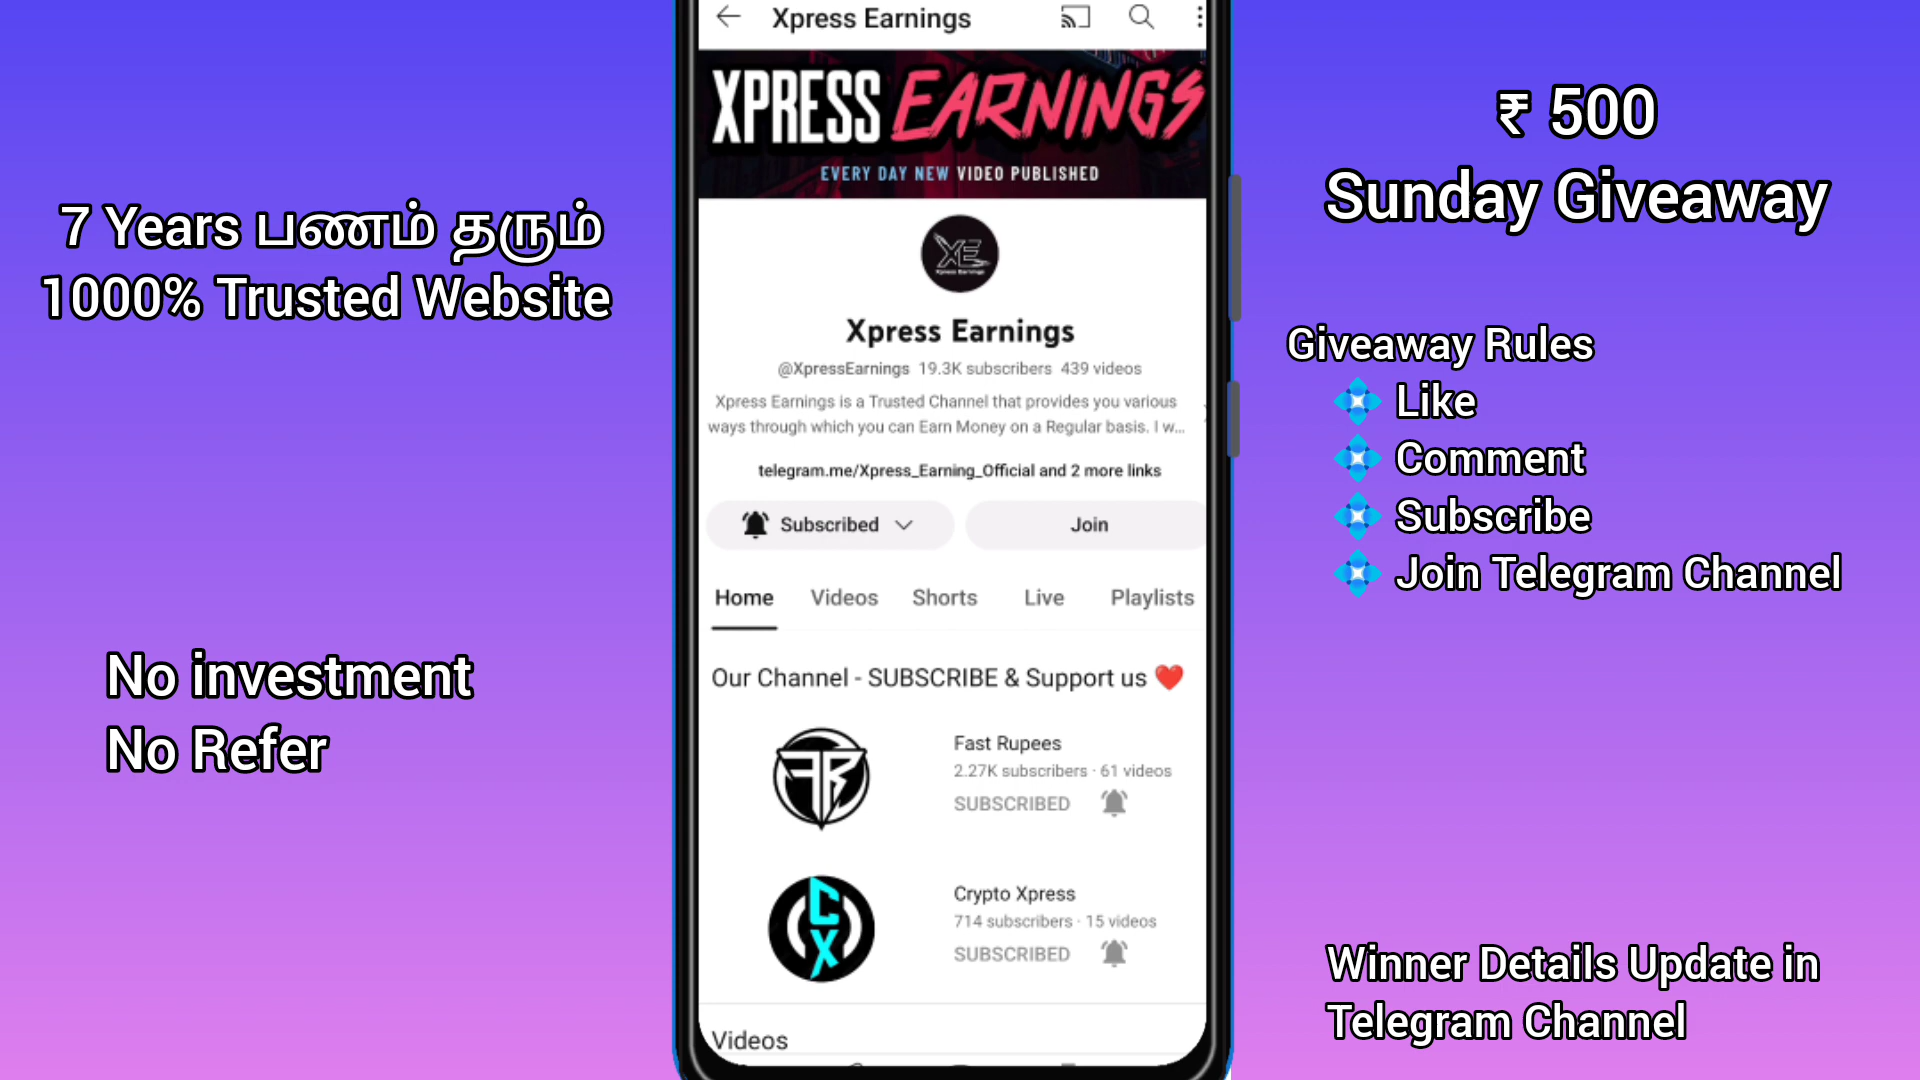 7 Years பணம் தரும்
1000% Trusted Website
No investment
No Refer
Xpress Earnings
XPRESS EARNINGS
EVERY DAY NEW VIDEO PUBLISHED
XE
Xpress Earnings
Xpress Earnings
@XpressEarnings 19.3K subscribers 439 videos
Xpress Earnings is a Trusted Channel that provides you various
ways through which you can Earn Money on a Regular basis. I w...
telegram.me/Xpress_Earning_Official and 2 more links
Subscribed Join
Home Videos Shorts Live Playlists
Our Channel - SUBSCRIBE & Support us ❤️
Fast Rupees
2.27K subscribers · 61 videos
SUBSCRIBED
CX
Crypto Xpress
714 subscribers · 15 videos
SUBSCRIBED
Videos
₹ 500
Sunday Giveaway
Giveaway Rules
💠 Like
💠 Comment
💠 Subscribe
💠 Join Telegram Channel
Winner Details Update in
Telegram Channel